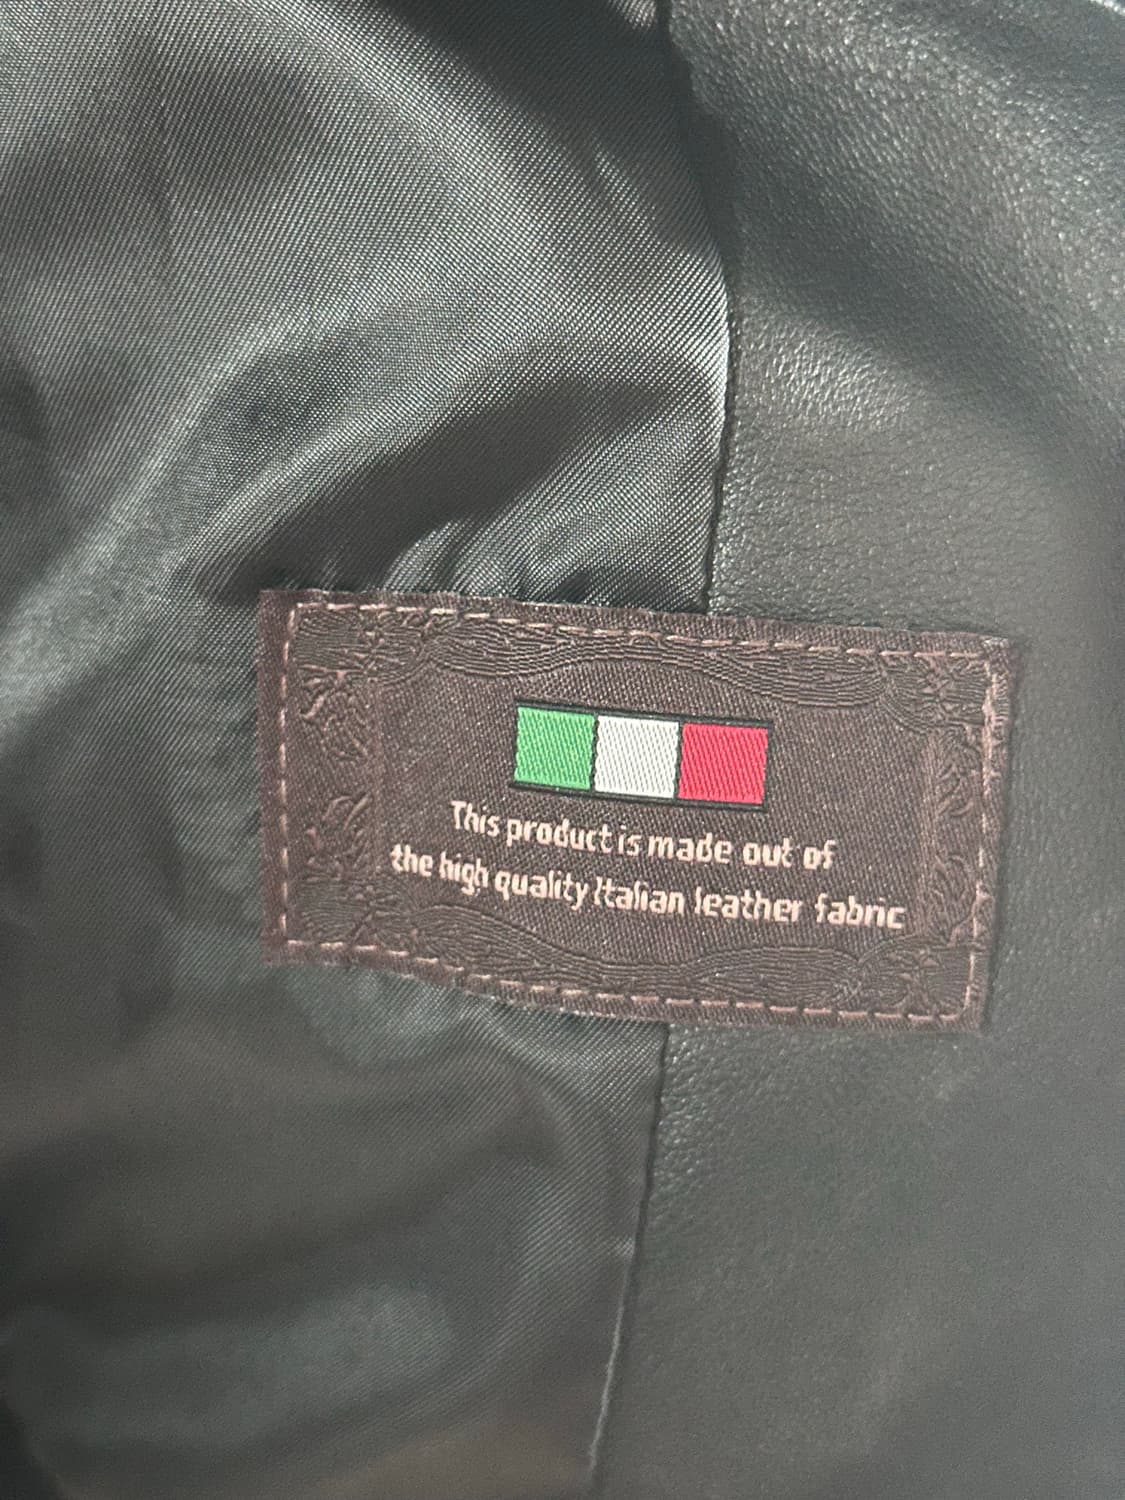 This product is made out of
the high quality Italian leather fabric